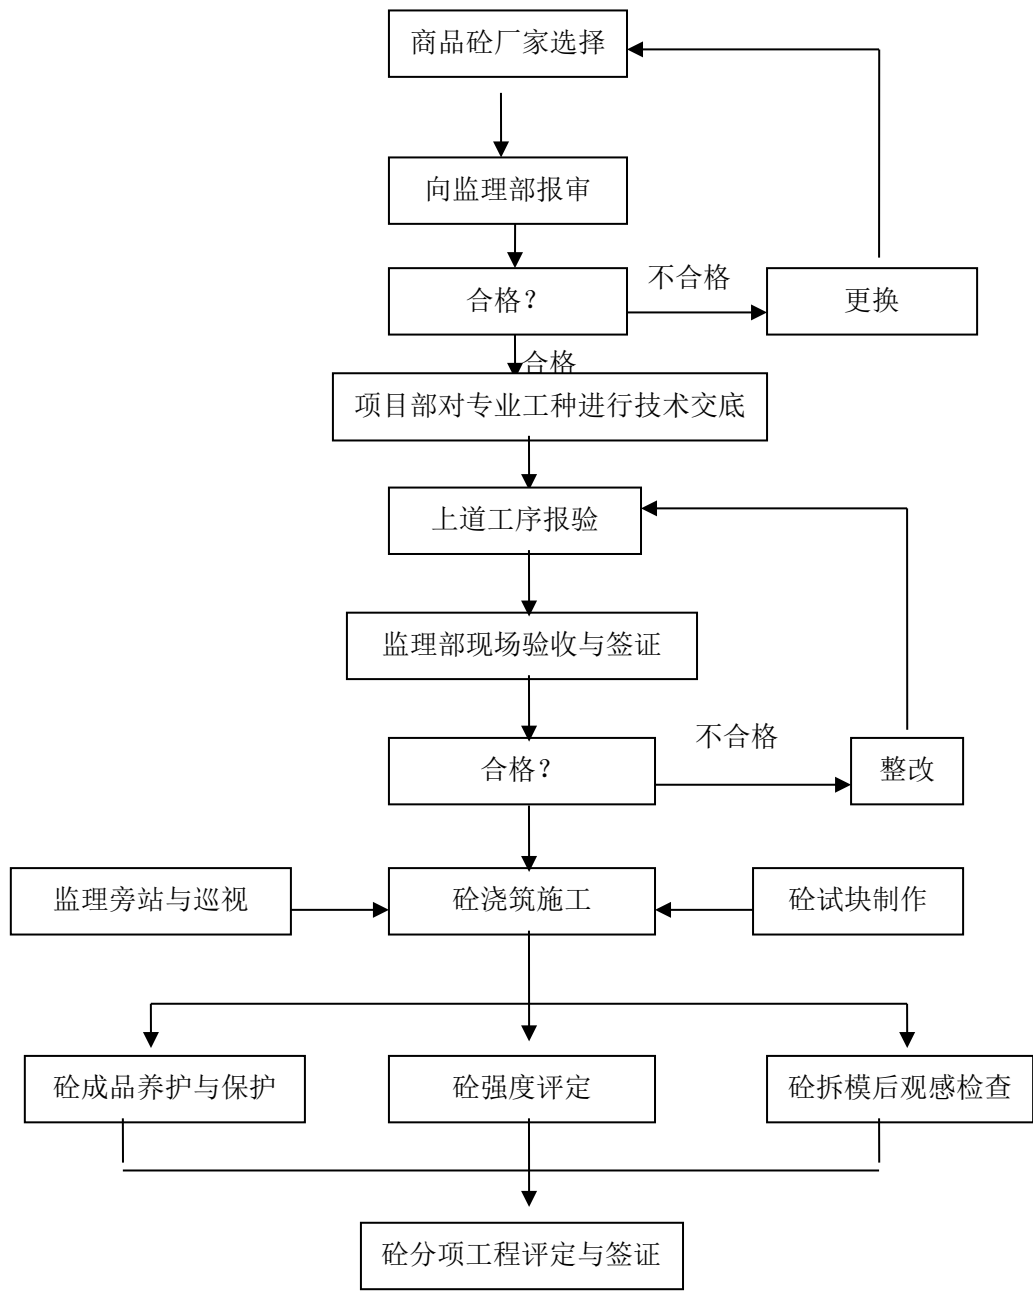 商品砼厂家选择
向监理部报审
不合格
合格？
更换
合格
项目部对专业工种进行技术交底
上道工序报验
监理部现场验收与签证
不合格
合格？
整改
监理旁站与巡视
砼浇筑施工
砼试块制作
砼成品养护与保护
砼强度评定
砼拆模后观感检查
砼分项工程评定与签证